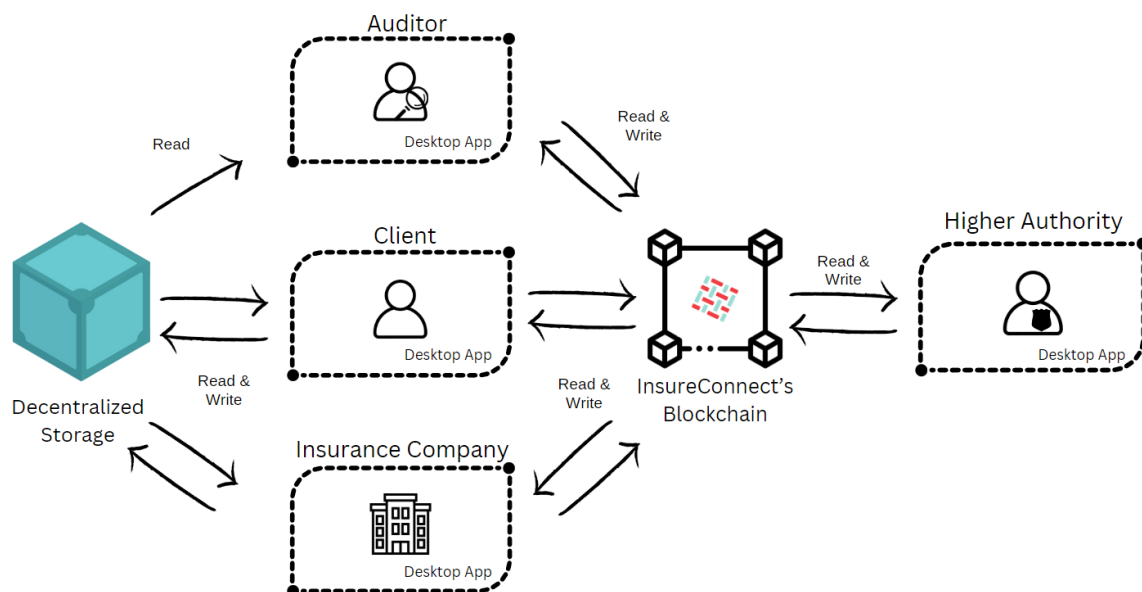 Auditor
Desktop App
Read
Read &
Write
Client
Desktop App
Higher Authority
Read &
Write
Desktop App
Decentralized
Storage
Read &
Write
Read &
Write
InsureConnect's
Blockchain
Insurance Company
Desktop App